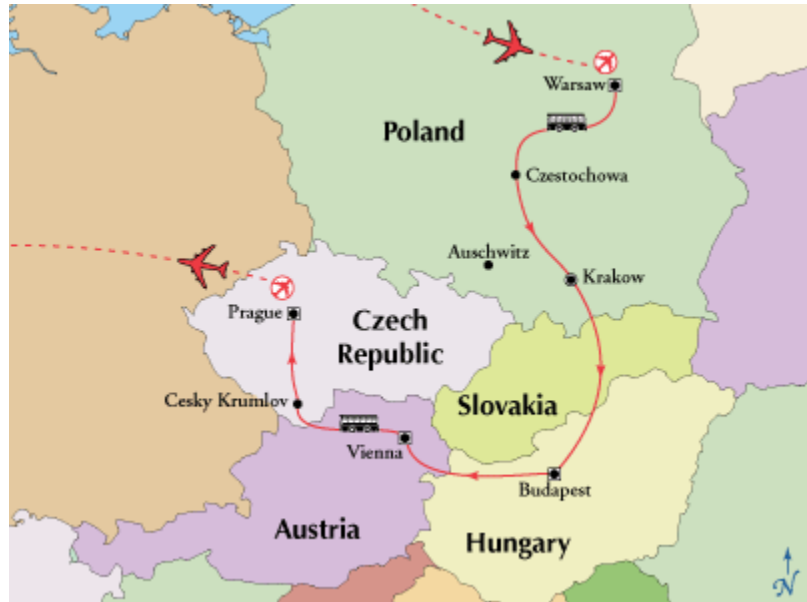 Warsaw
Poland
Czestochowa
Auschwitz
Krakow
Prague
Czech
Republic
Cesky Krumlov
Slovakia
Vienna
Budapest
Austria
Hungary
N